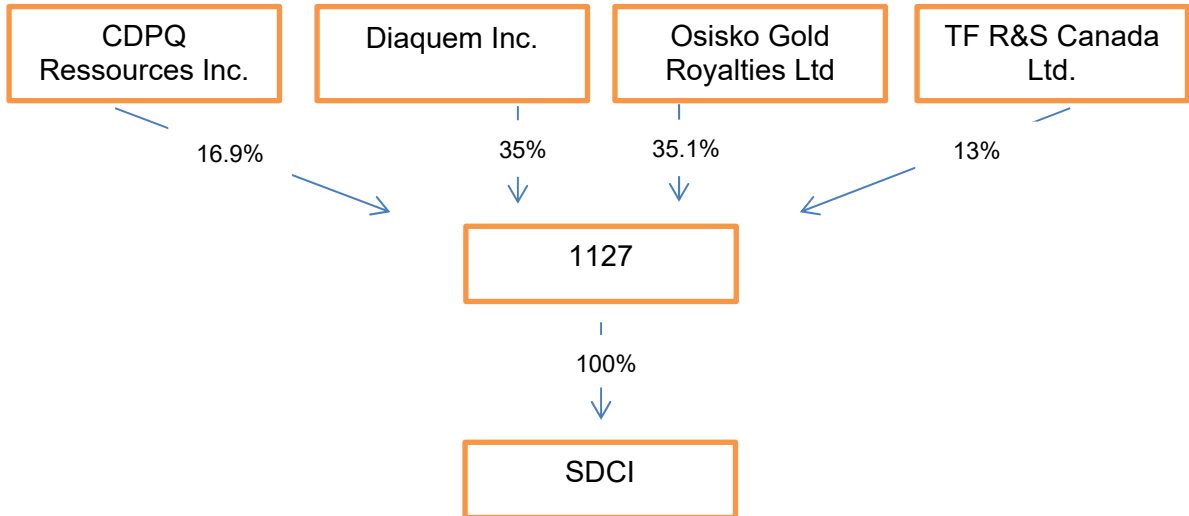 CDPQ
Ressources Inc.
Diaquem Inc.
Osisko Gold
Royalties Ltd
TF R&S Canada
Ltd.
16.9%
35%
35.1%
13%
1127
100%
SDCI